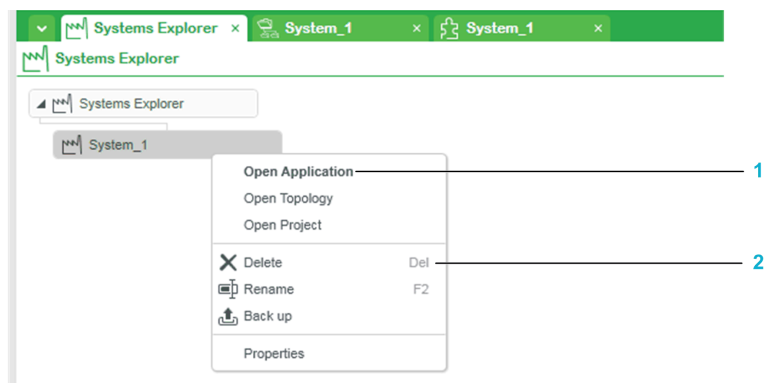 Systems Explorer × System_1 × System_1 ×
Systems Explorer
Systems Explorer
System_1
Open Application 1
Open Topology
Open Project
Delete Del 2
Rename F2
Back up
Properties